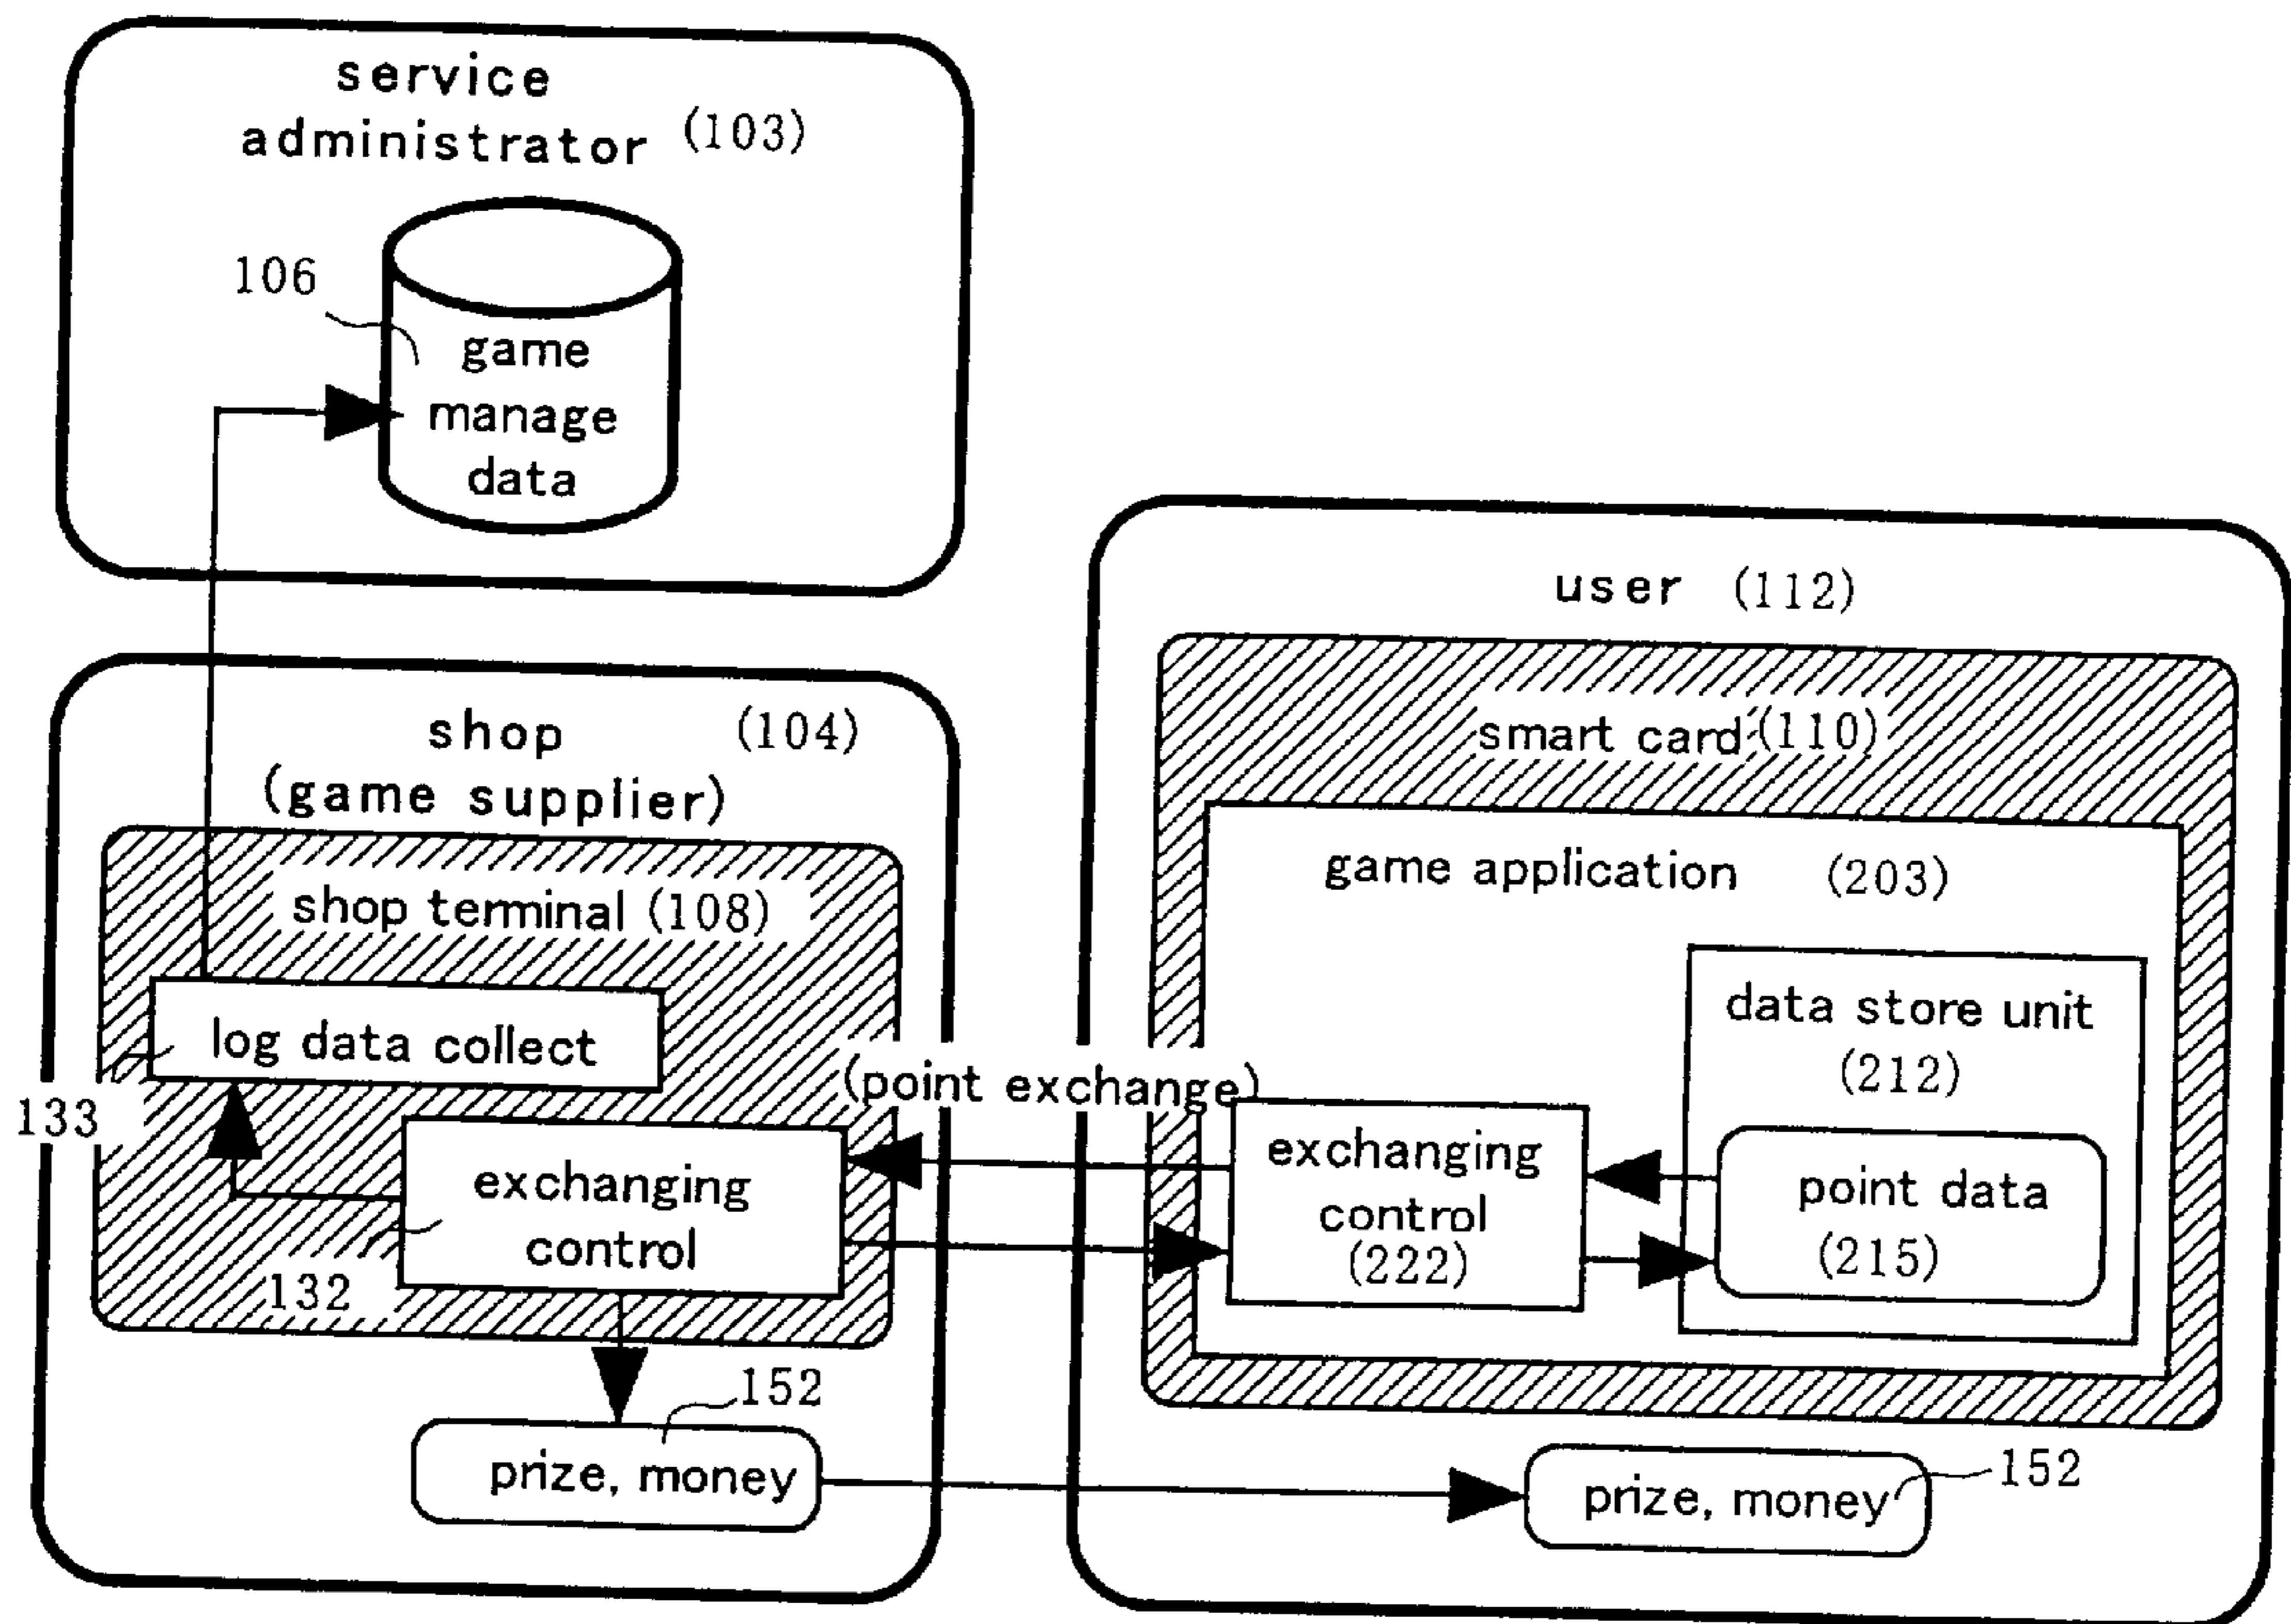 service
administrator (103)
106
game
manage
data
user (112)
smart card (110)
shop (104)
(game supplier)
game application (203)
shop terminal (108)
data store unit
(212)
log data collect
(point exchange)
133
exchanging
control
132
exchanging
control
(222)
point data
(215)
152
prize, money
prize, money
152